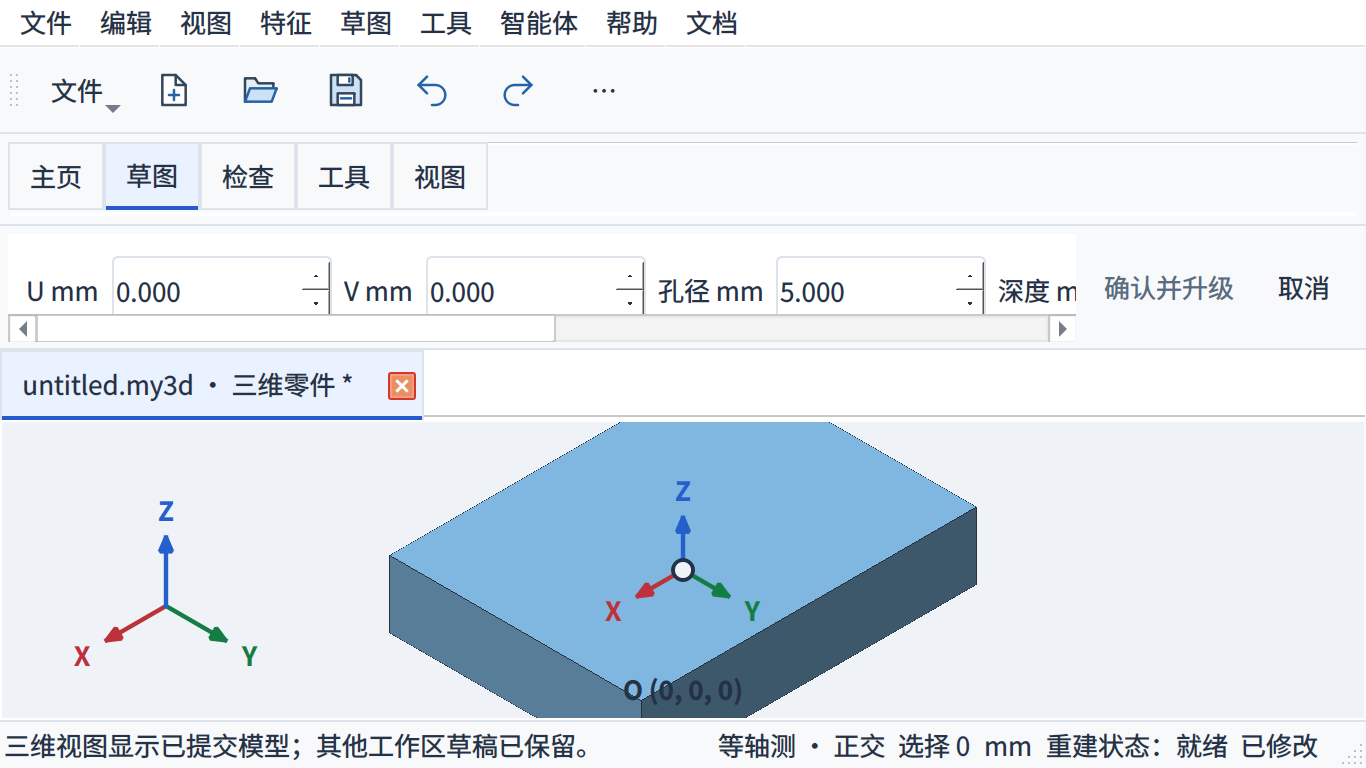 文件 编辑 视图 特征 草图 工具 智能体 帮助 文档
文件 ...
主页 草图 检查 工具 视图
U mm 0.000 V mm 0.000 孔径 mm 5.000 深度 m 确认并升级 取消
untitled.my3d • 三维零件 *
Z
X
Y
Z
X
Y
O (0, 0, 0)
三维视图显示已提交模型；其他工作区草稿已保留。 等轴测 • 正交 选择 0 mm 重建状态：就绪 已修改